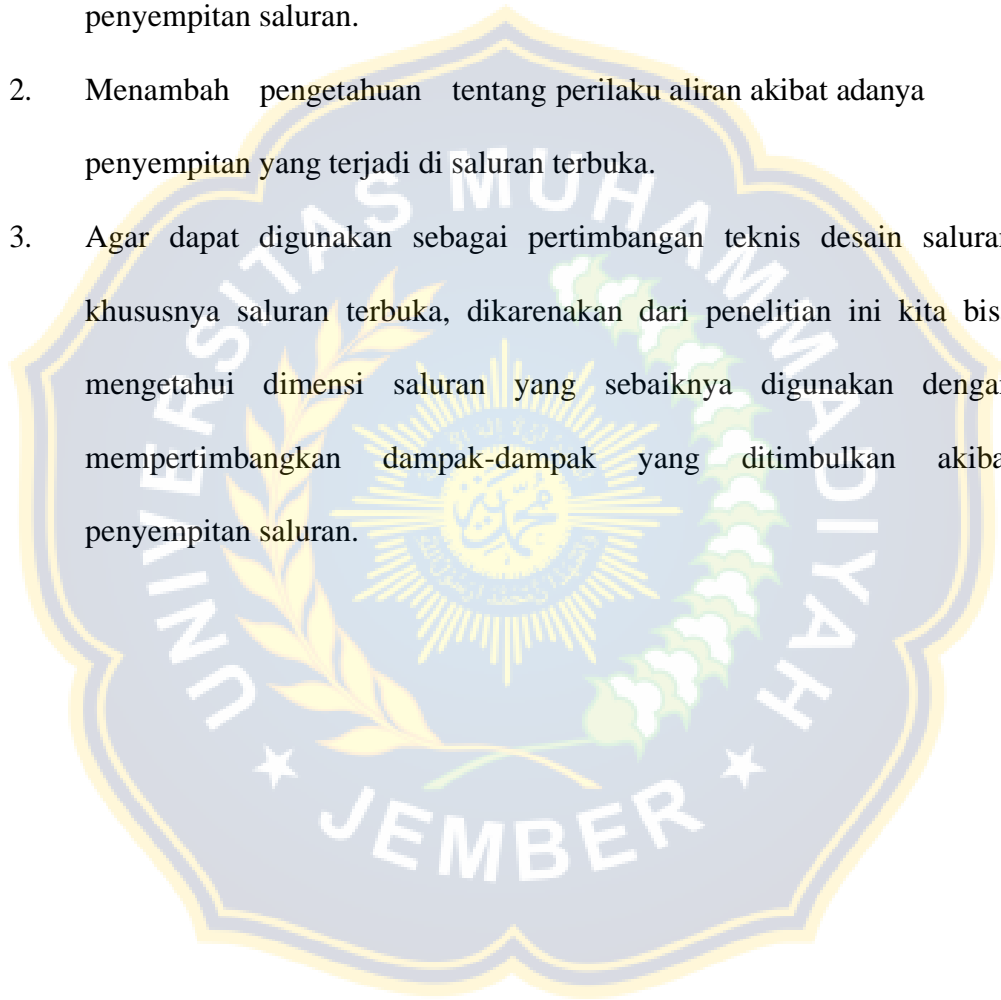 penyempitan saluran.
2. Menambah pengetahuan tentang perilaku aliran akibat adanya
penyempitan yang terjadi di saluran terbuka.
3. Agar dapat digunakan sebagai pertimbangan teknis desain saluran
khususnya saluran terbuka, dikarenakan dari penelitian ini kita bis
mengetahui dimensi saluran yang sebaiknya digunakan dengan
mempertimbangkan dampak-dampak yang ditimbulkan akiba
penyempitan saluran.
UNIVERSITAS MUHAMMADIYAH
JEMBER